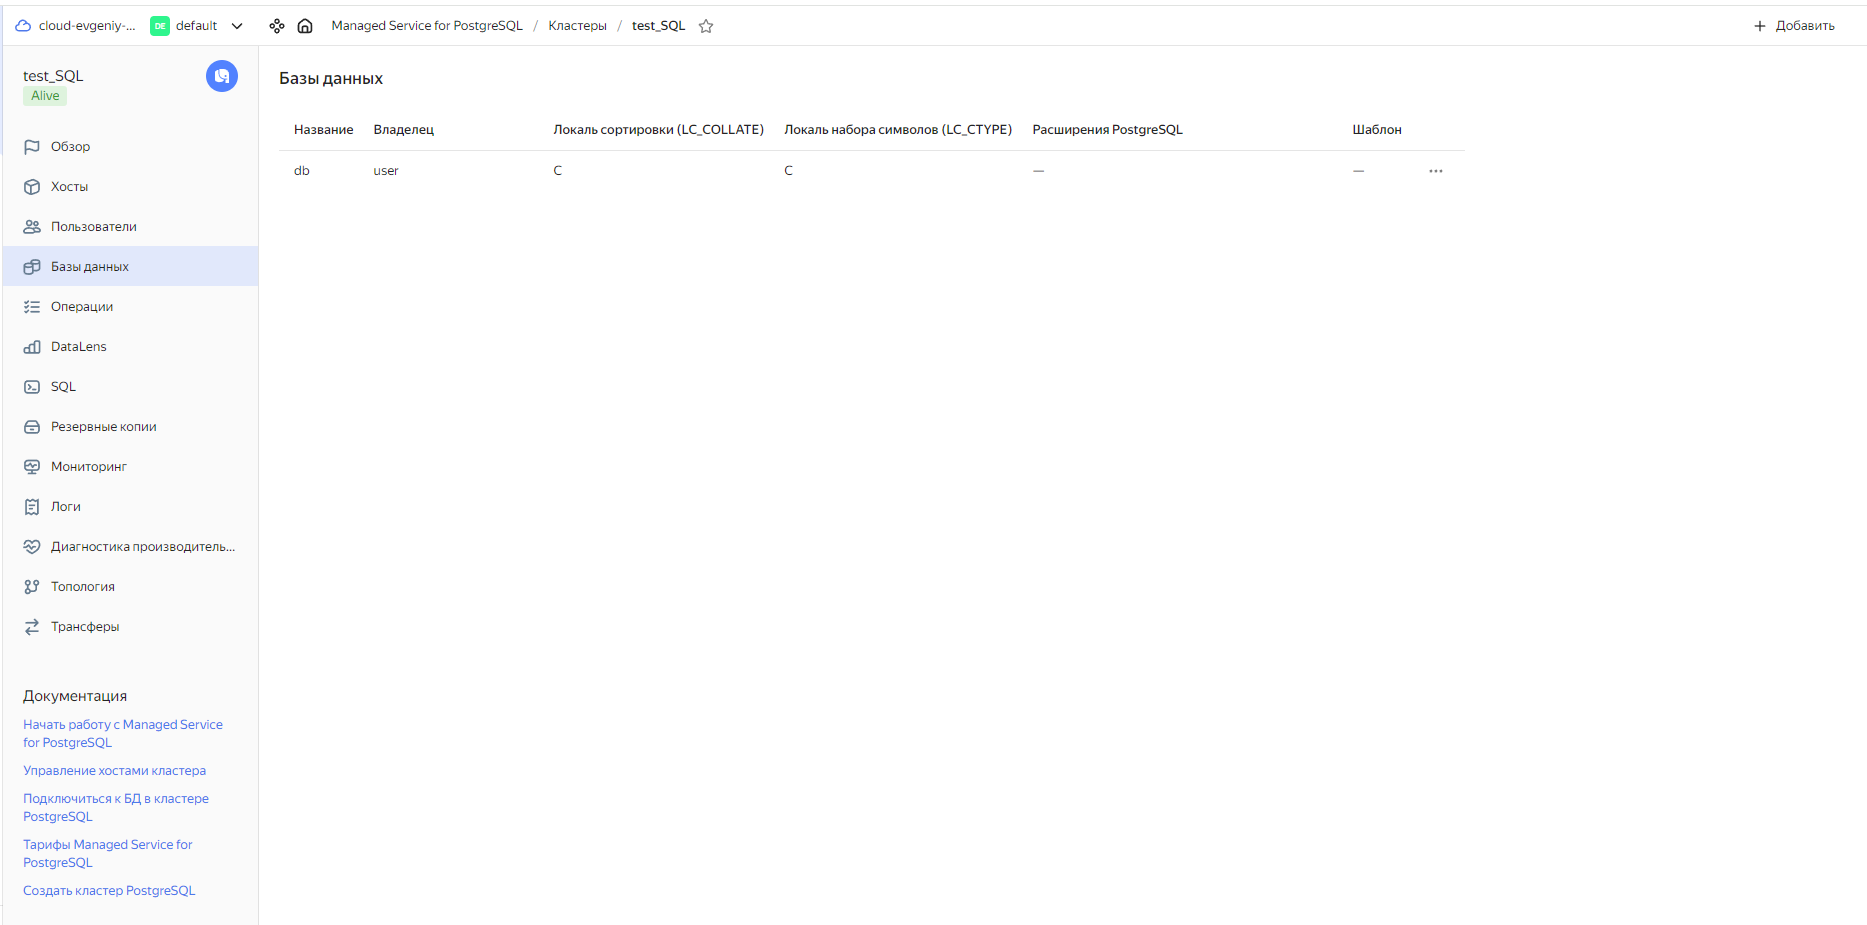 cloud-evgeniy-...
DE default
Managed Service for PostgreSQL / Кластеры / test_SQL
Добавить
test_SQL
Alive
Обзор
Хосты
Пользователи
Базы данных
Операции
DataLens
SQL
Резервные копии
Мониторинг
Логи
Диагностика производитель...
Топология
Трансферы
Документация
Начать работу с Managed Service
for PostgreSQL
Управление хостами кластера
Подключиться к БД в кластере
PostgreSQL
Тарифы Managed Service for
PostgreSQL
Создать кластер PostgreSQL
Базы данных
Название Владелец Локаль сортировки (LC_COLLATE) Локаль набора символов (LC_CTYPE) Расширения PostgreSQL Шаблон
db user C C — —